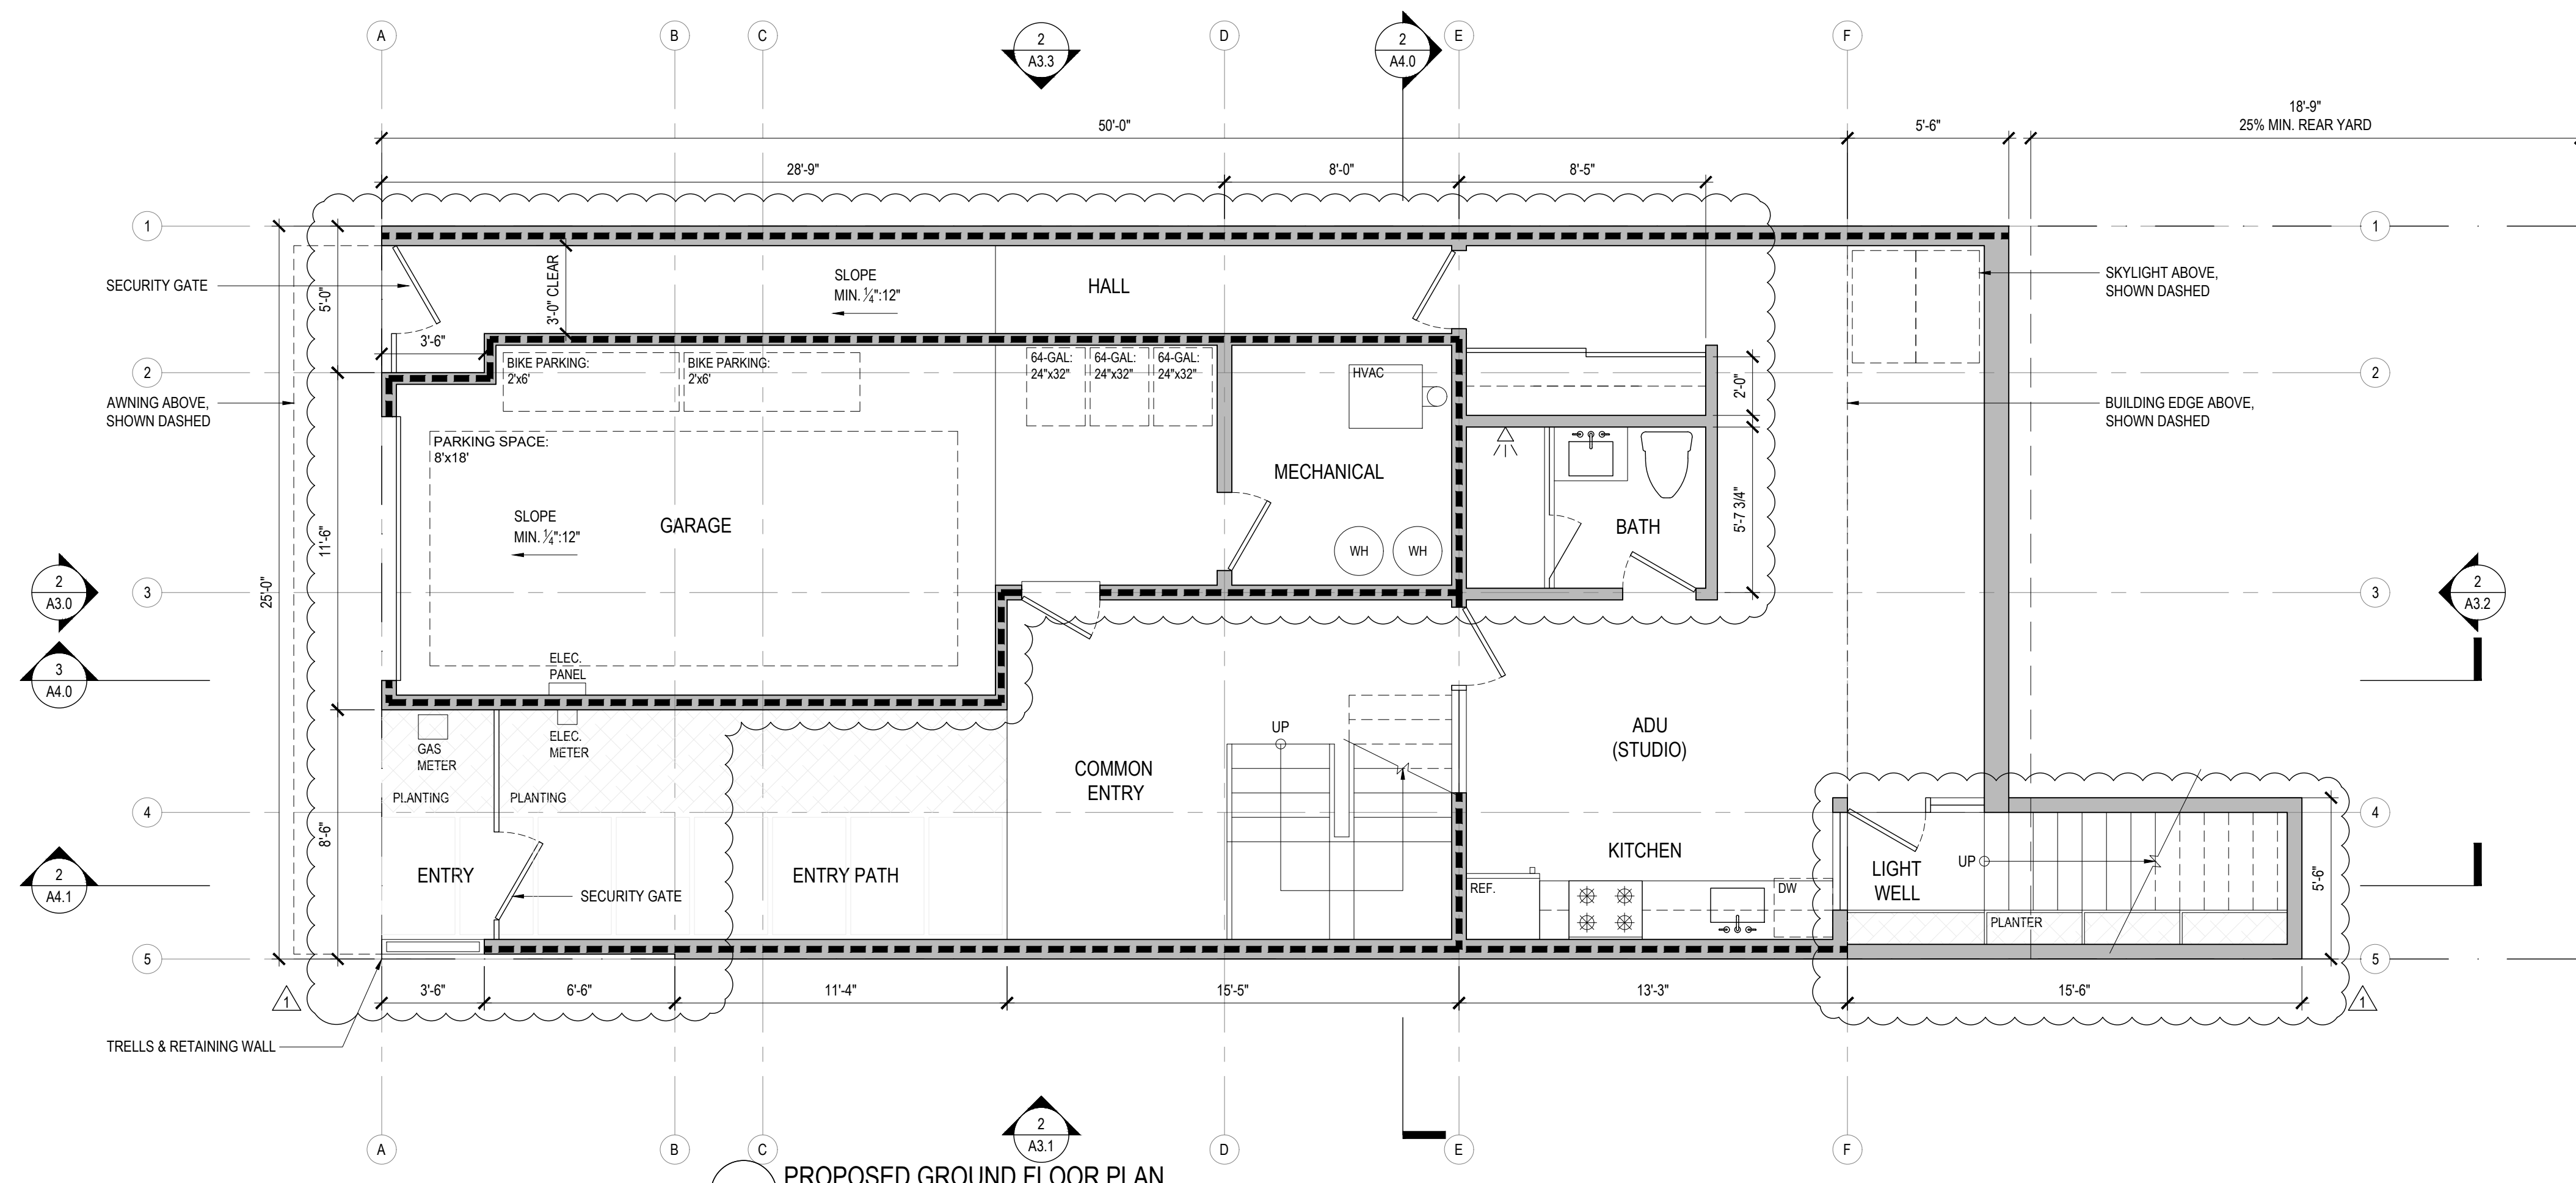 A
B
C
2
A3.3
D
2
A4.0
E
F
18'-9"
25% MIN. REAR YARD
50'-0"
5'-6"
28'-9"
8'-0"
8'-5"
1
1
SECURITY GATE
5'-0"
3'-0" CLEAR
SLOPE
MIN. ¼":12"
HALL
SKYLIGHT ABOVE,
SHOWN DASHED
3'-6"
2
BIKE PARKING:
2'x6'
BIKE PARKING:
2'x6'
64-GAL:
24"x32"
64-GAL:
24"x32"
64-GAL:
24"x32"
HVAC
2'-0"
2
AWNING ABOVE,
SHOWN DASHED
BUILDING EDGE ABOVE,
SHOWN DASHED
PARKING SPACE:
8'x18'
MECHANICAL
SLOPE
MIN. ¼":12"
GARAGE
BATH
5'-7 3/4"
11'-6"
WH
WH
25'-0"
2
A3.0
3
3
2
A3.2
3
A4.0
ELEC.
PANEL
GAS
METER
ELEC.
METER
UP
ADU
(STUDIO)
COMMON
ENTRY
PLANTING
PLANTING
4
4
8'-6"
KITCHEN
2
A4.1
ENTRY
SECURITY GATE
ENTRY PATH
REF.
DW
LIGHT
WELL
UP
5'-6"
PLANTER
5
5
1
3'-6"
6'-6"
11'-4"
15'-5"
13'-3"
15'-6"
1
TRELLS & RETAINING WALL
A
B
C
2
A3.1
D
E
F
PROPOSED GROUND FLOOR PLAN